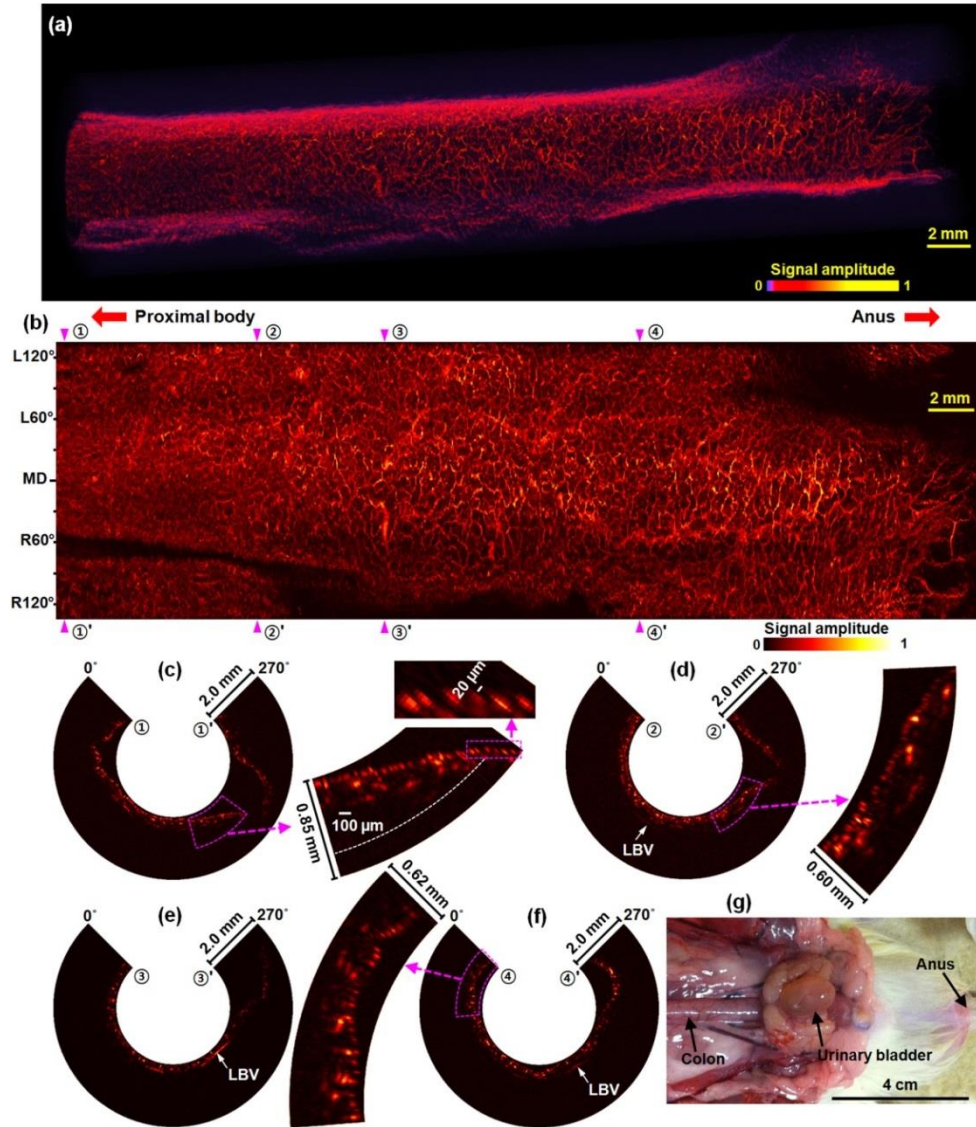 (a)
2 mm
Signal amplitude
0 1
(b)
Proximal body
Anus
① ② ③ ④
L120°
L60°
MD
R60°
R120°
2 mm
①' ②' ③' ④'
Signal amplitude
0 1
(c)
0° 270°
2.0 mm
① ①'
20 µm
100 µm
0.85 mm
(d)
0° 270°
2.0 mm
② ②'
LBV
0.60 mm
(e)
0° 270°
2.0 mm
③ ③'
LBV
0.62 mm
(f)
0° 270°
2.0 mm
④ ④'
LBV
(g)
Anus
Colon
Urinary bladder
4 cm